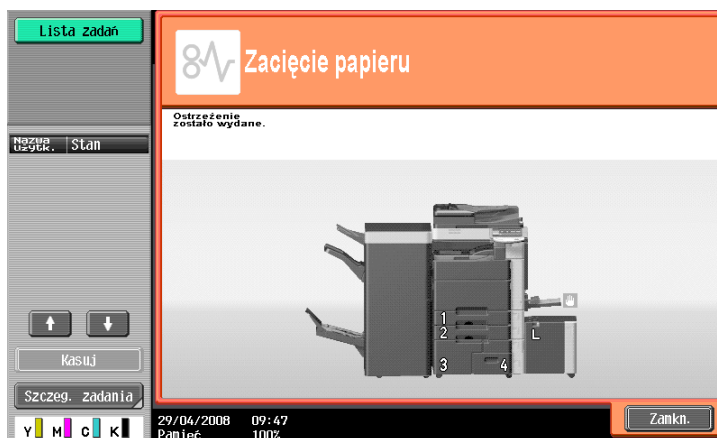 Lista zadań
Zacięcie papieru
Ostrzeżenie
zostało wydane.
Nazwa
użytk.
Stan
1
2
3
4
L
Kasuj
Szczeg. zadania
Y M C K
29/04/2008 09:47
Pamięć 100%
Zamkn.